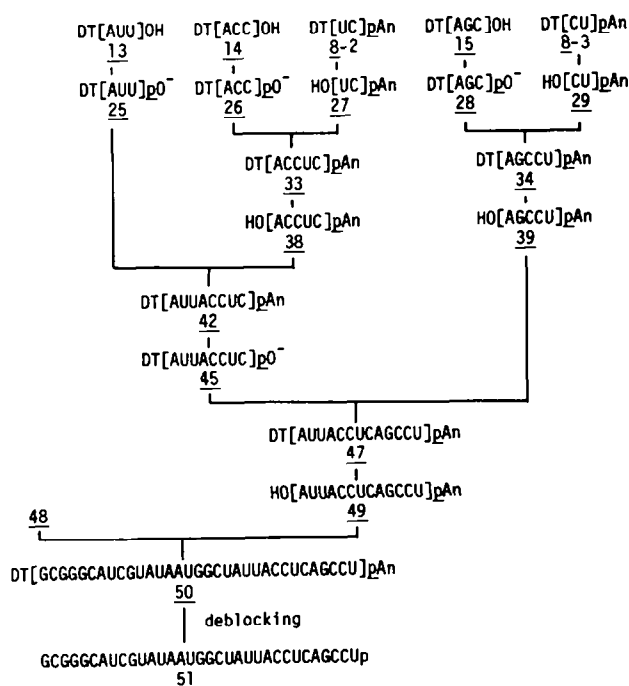 DT[AUU]OH DT[ACC]OH DT[UC]pAn DT[AGC]OH DT[CU]pAn
13 14 8-2 15 8-3
DT[AUU]pO⁻ DT[ACC]pO⁻ HO[UC]pAn DT[AGC]pO⁻ HO[CU]pAn
25 26 27 28 29
DT[ACCUC]pAn DT[AGCCU]pAn
33 34
HO[ACCUC]pAn HO[AGCCU]pAn
38 39
DT[AUUACCUC]pAn
42
DT[AUUACCUC]pO⁻
45
DT[AUUACCUCAGCCU]pAn
47
HO[AUUACCUCAGCCU]pAn
48 49
DT[GCGGGCAUCGUAUAAUGGCUAUUACCUCAGCCU]pAn
50
deblocking
GCGGGCAUCGUAUAAUGGCUAUUACCUCAGCCUp
51